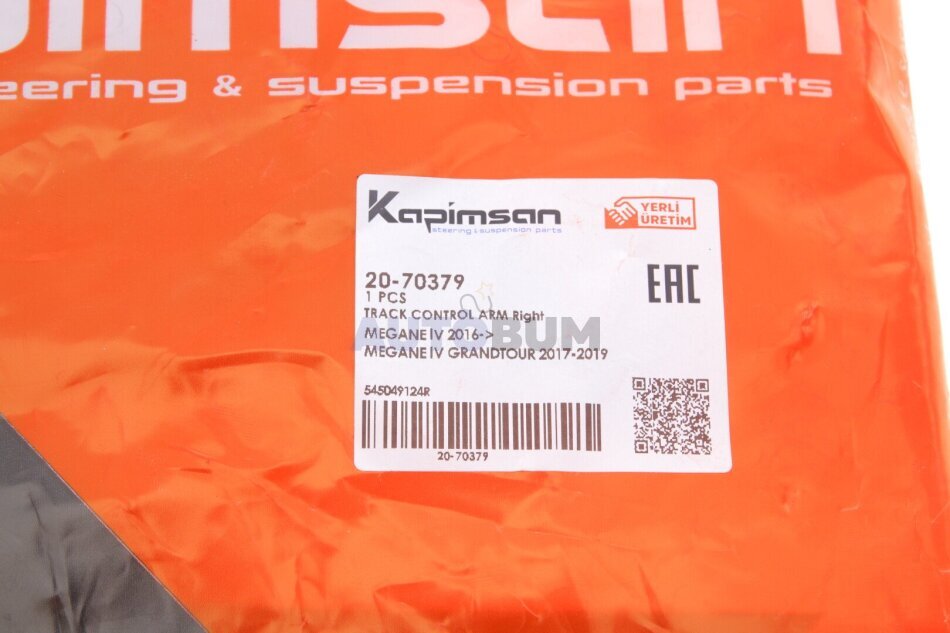 eering & suspension parts
Kapimsan
steering & suspension parts
YERLİ
ÜRETİM
20-70379
1 PCS
EAC
TRACK CONTROL ARM Right
AUTOBUM
MEGANE IV 2016->
MEGANE IV GRANDTOUR 2017-2019
545049124R
20-70379